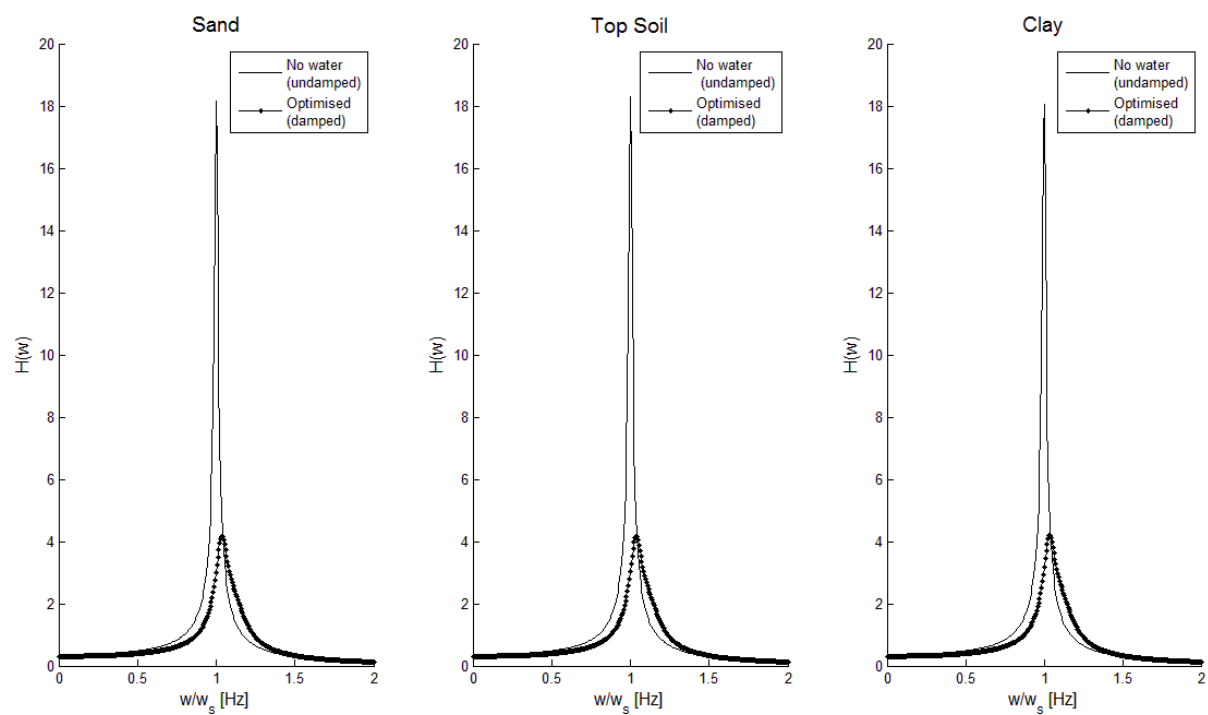 Sand
20
18
16
14
12
10
8
6
4
2
0
H(w)
No water
(undamped)
Optimised
(damped)
0 0.5 1 1.5 2
w/ws [Hz]
Top Soil
20
18
16
14
12
10
8
6
4
2
0
H(w)
No water
(undamped)
Optimised
(damped)
0 0.5 1 1.5 2
w/ws [Hz]
Clay
20
18
16
14
12
10
8
6
4
2
0
H(w)
No water
(undamped)
Optimised
(damped)
0 0.5 1 1.5 2
w/ws [Hz]